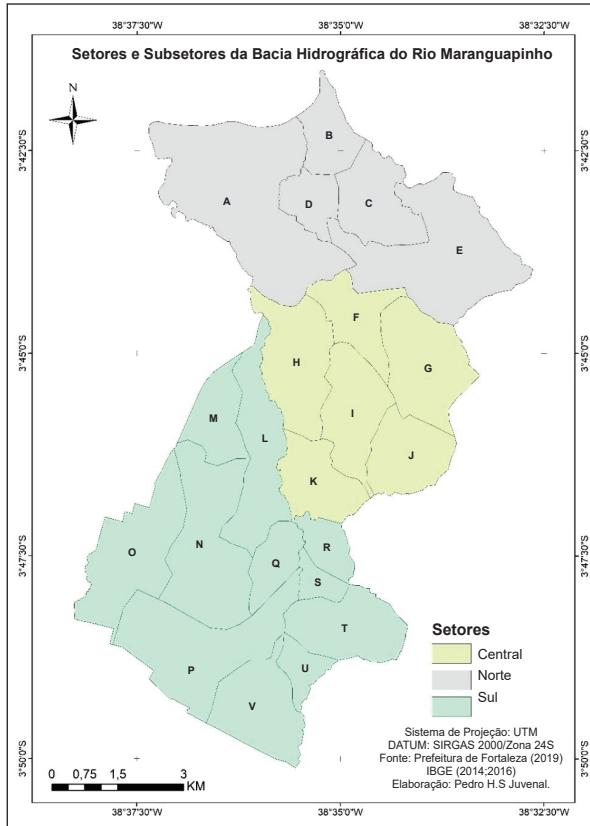 38°37'30"W 38°35'0"W 38°32'30"W
Setores e Subsetores da Bacia Hidrográfica do Rio Maranguapinho
N
3°42'30"S 3°42'30"S
B
A D C
E
F
3°45'0"S 3°45'0"S
H G
M I
L
J
K
3°47'30"S 3°47'30"S
O N R
Q
S
T
P U
V
Setores
Central
Norte
Sul
Sistema de Projeção: UTM
DATUM: SIRGAS 2000/Zona 24S
Fonte: Prefeitura de Fortaleza (2019)
IBGE (2014;2016)
Elaboração: Pedro H.S Juvenal.
3°50'0"S 3°50'0"S
0 0,75 1,5 3
KM
38°37'30"W 38°35'0"W 38°32'30"W